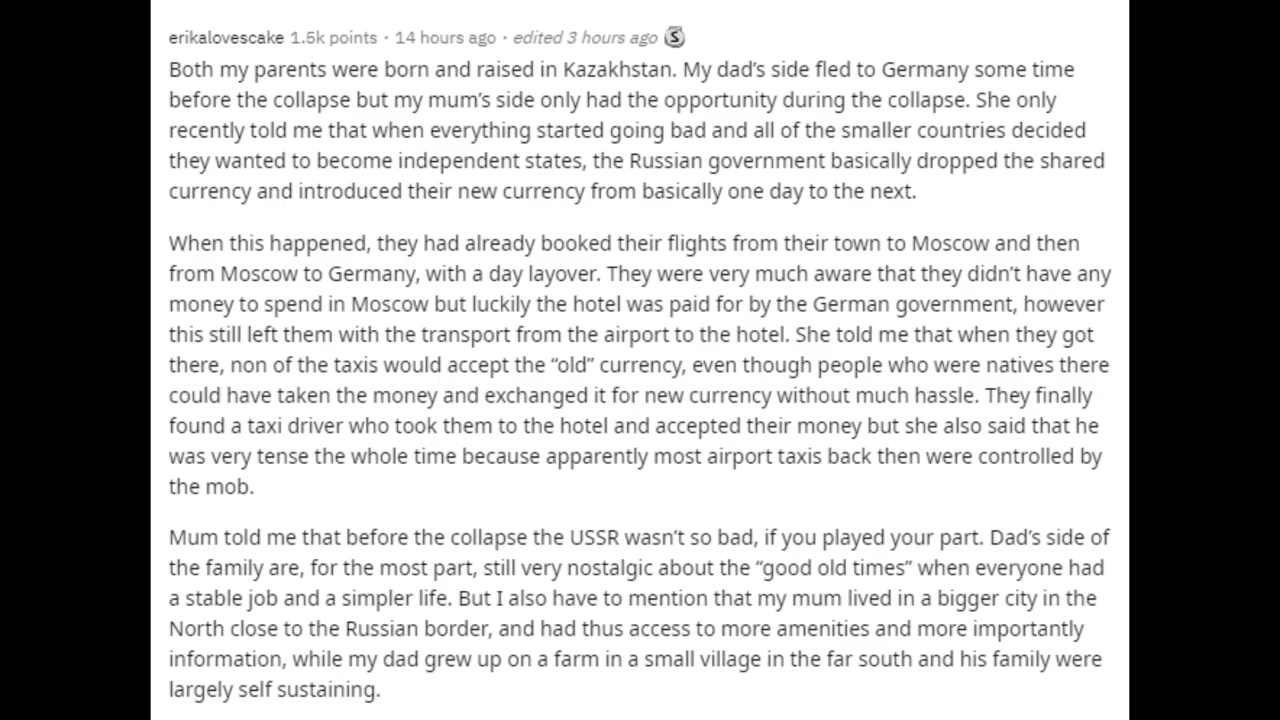 erikalovescake 1.5k points · 14 hours ago · edited 3 hours ago S
Both my parents were born and raised in Kazakhstan. My dad's side fled to Germany some time
before the collapse but my mum's side only had the opportunity during the collapse. She only
recently told me that when everything started going bad and all of the smaller countries decided
they wanted to become independent states, the Russian government basically dropped the shared
currency and introduced their new currency from basically one day to the next.
When this happened, they had already booked their flights from their town to Moscow and then
from Moscow to Germany, with a day layover. They were very much aware that they didn't have any
money to spend in Moscow but luckily the hotel was paid for by the German government, however
this still left them with the transport from the airport to the hotel. She told me that when they got
there, non of the taxis would accept the “old” currency, even though people who were natives there
could have taken the money and exchanged it for new currency without much hassle. They finally
found a taxi driver who took them to the hotel and accepted their money but she also said that he
was very tense the whole time because apparently most airport taxis back then were controlled by
the mob.
Mum told me that before the collapse the USSR wasn't so bad, if you played your part. Dad's side of
the family are, for the most part, still very nostalgic about the “good old times” when everyone had
a stable job and a simpler life. But I also have to mention that my mum lived in a bigger city in the
North close to the Russian border, and had thus access to more amenities and more importantly
information, while my dad grew up on a farm in a small village in the far south and his family were
largely self sustaining.